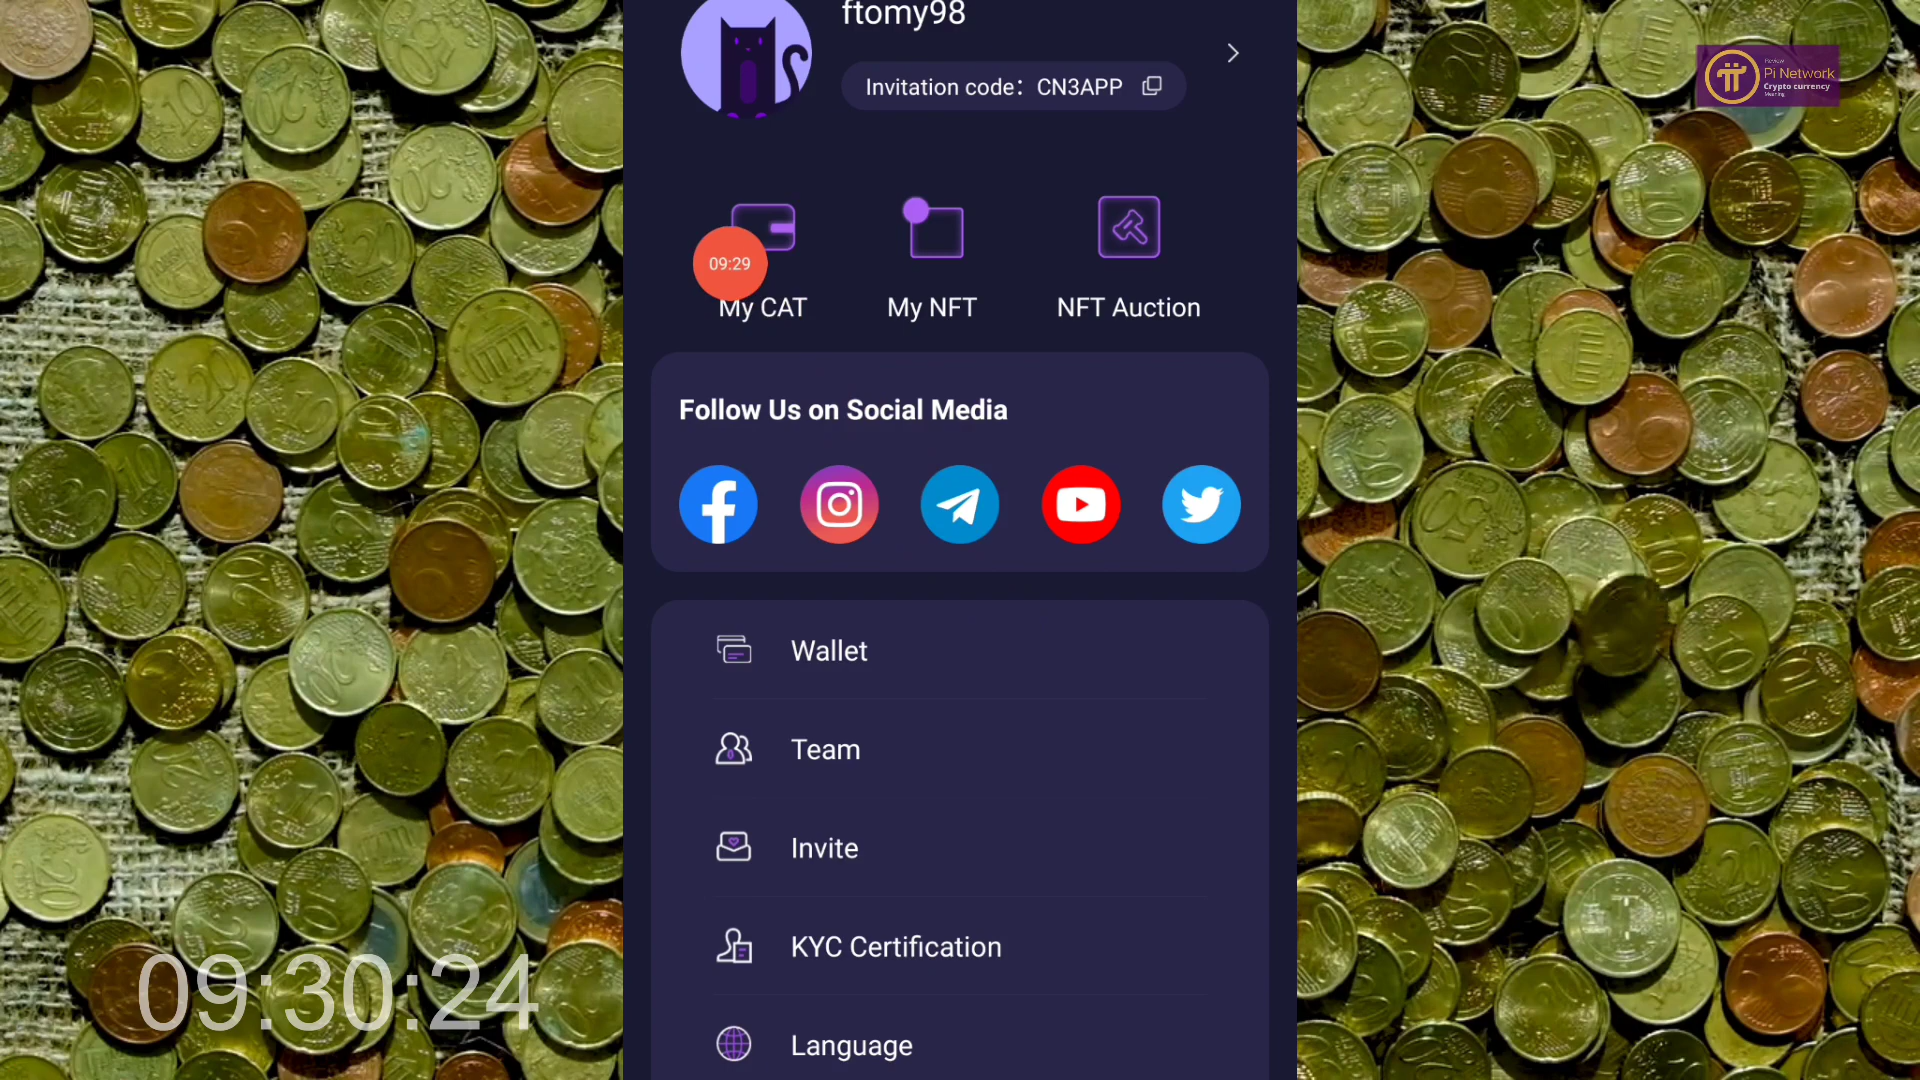 ftomy98
Invitation code: CN3APP
Review
Pi Network
Crypto currency
09:29
My CAT
My NFT
NFT Auction
Follow Us on Social Media
Wallet
Team
Invite
KYC Certification
Language
09:30:24